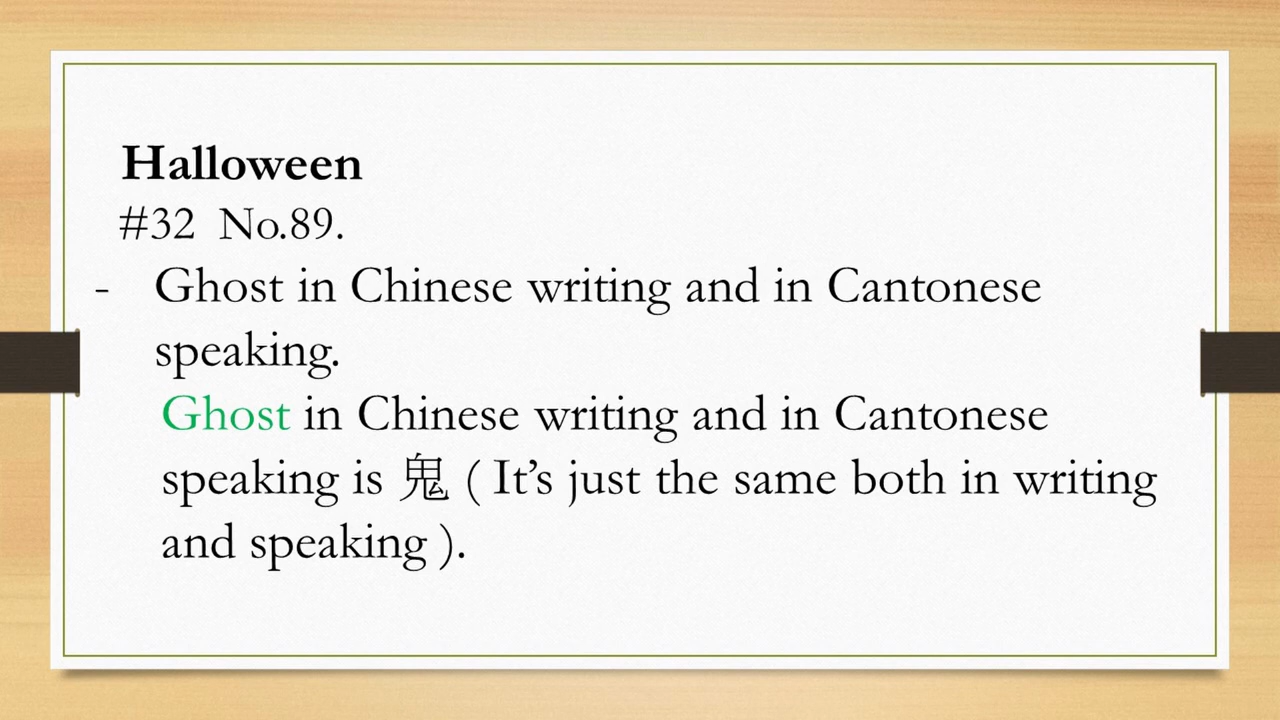 Halloween
#32 No.89.
- Ghost in Chinese writing and in Cantonese
speaking.
Ghost in Chinese writing and in Cantonese
speaking is 鬼 ( It’s just the same both in writing
and speaking ).